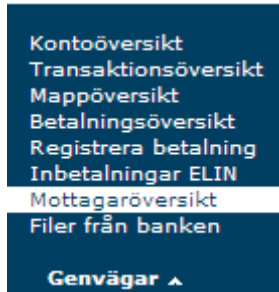 Kontoöversikt
Transaktionsöversikt
Mappöversikt
Betalningsöversikt
Registrera betalning
Inbetalningar ELIN
Mottagaröversikt
Filer från banken
Genvägar ▲